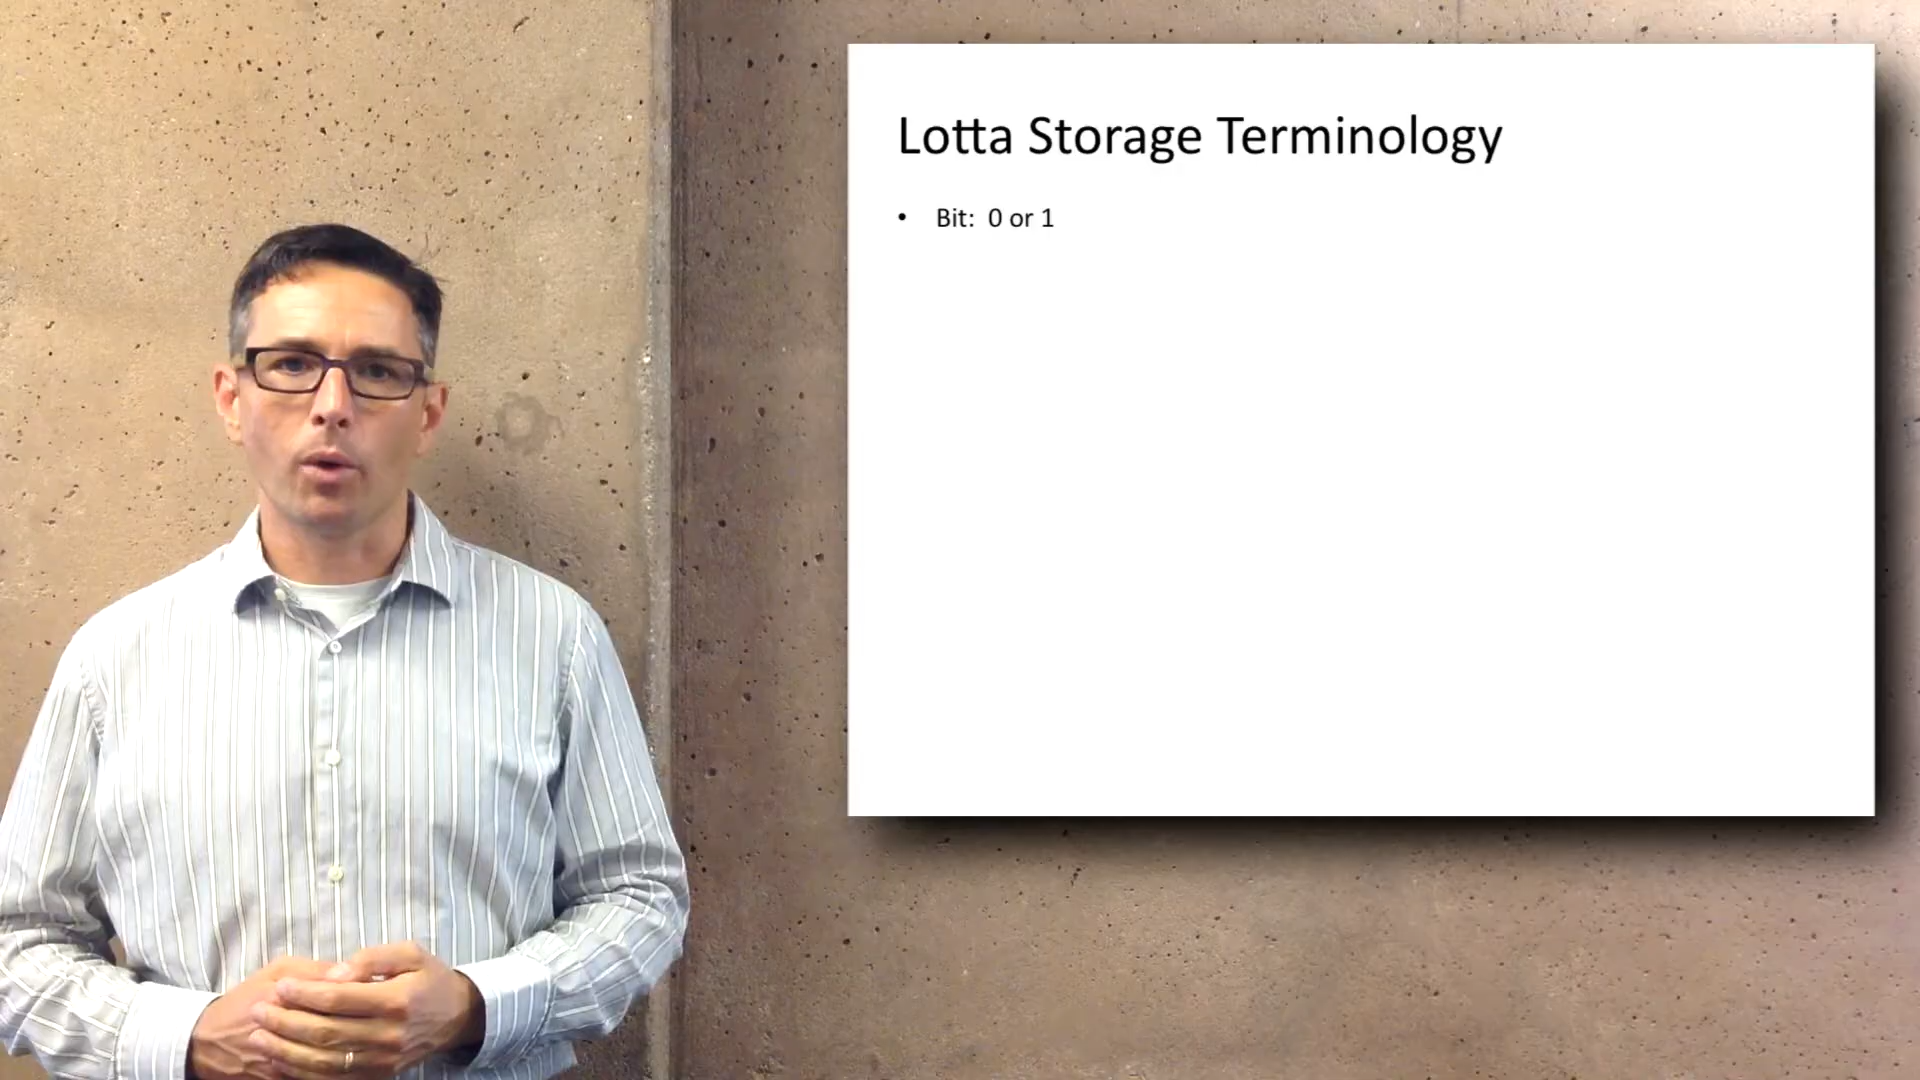 Lotta Storage Terminology
• Bit:  0 or 1